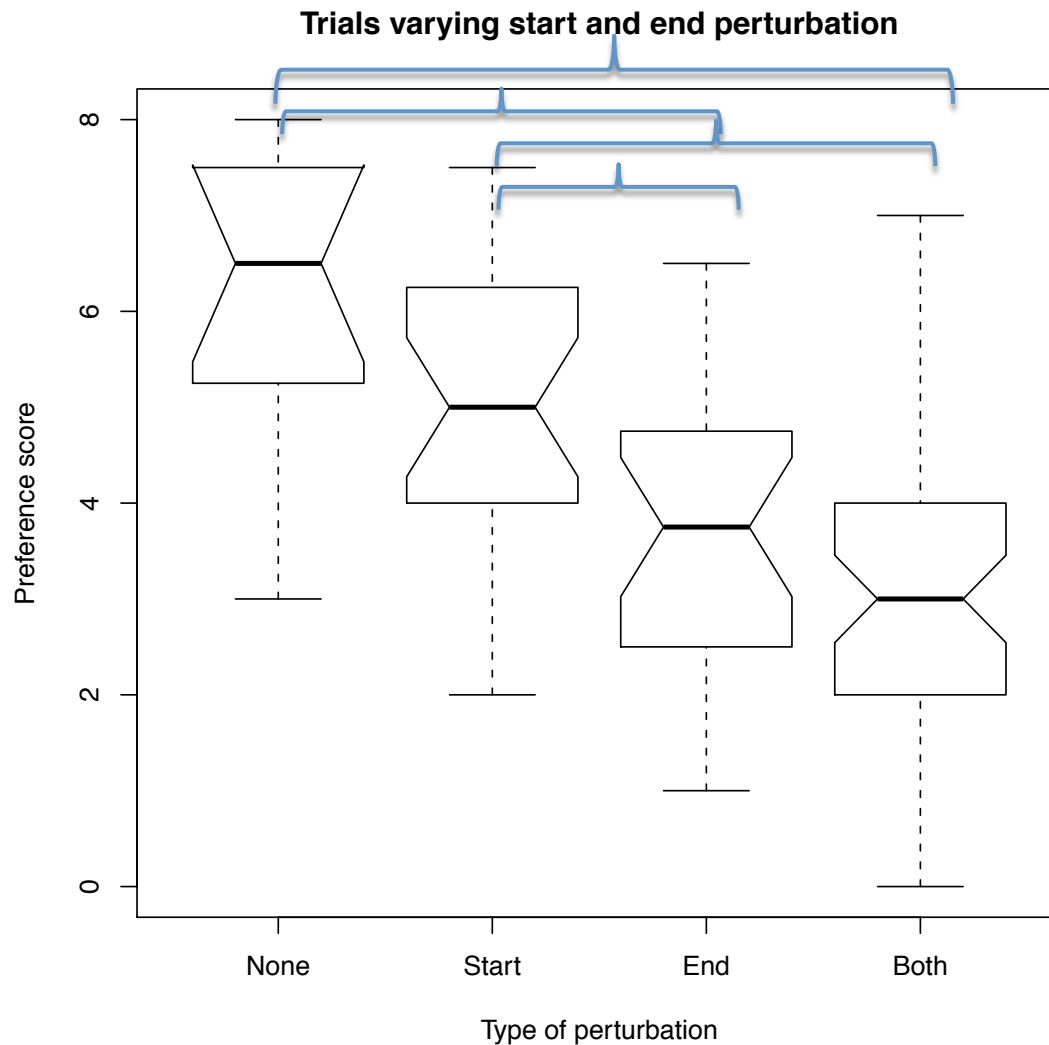 Trials varying start and end perturbation
Preference score
8
6
4
2
0
None Start End Both
Type of perturbation